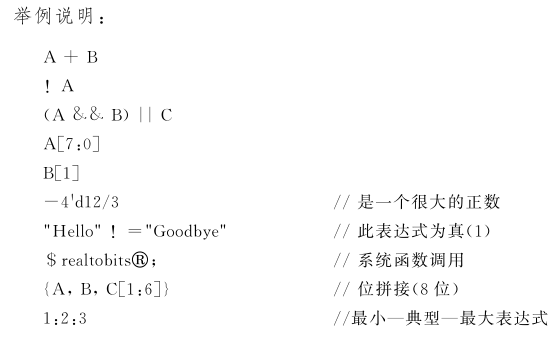 举例说明：
A + B
! A
(A && B) || C
A[7:0]
B[1]
-4'd12/3 // 是一个很大的正数
"Hello" ! ="Goodbye" // 此表达式为真(1)
$ realtobits®; // 系统函数调用
{A, B, C[1:6]} // 位拼接(8 位)
1:2:3 //最小—典型—最大表达式